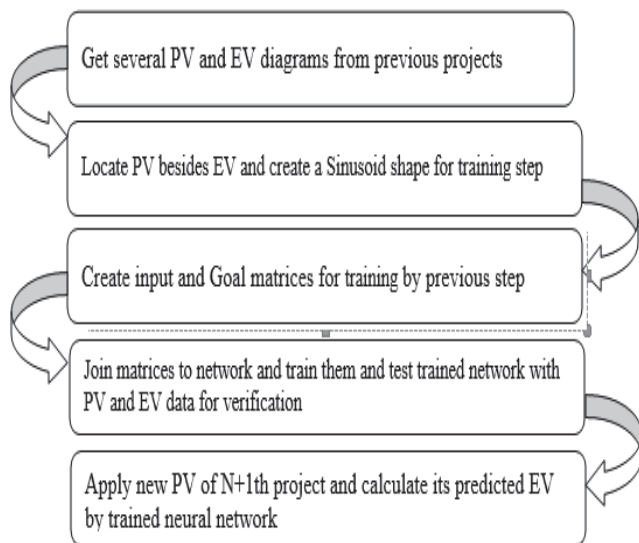 Get several PV and EV diagrams from previous projects
Locate PV besides EV and create a Sinusoid shape for training step
Create input and Goal matrices for training by previous step
Join matrices to network and train them and test trained network with
PV and EV data for verification
Apply new PV of N+1th project and calculate its predicted EV
by trained neural network